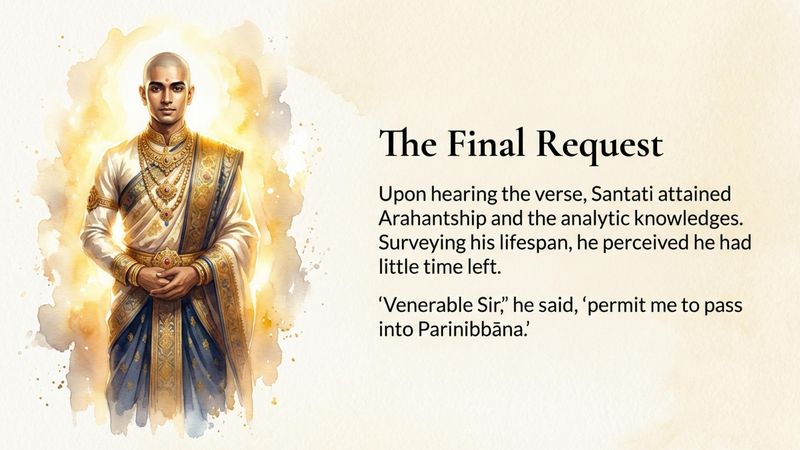 The Final Request
Upon hearing the verse, Santati attained
Arahantship and the analytic knowledges.
Surveying his lifespan, he perceived he had
little time left.
‘Venerable Sir,” he said, ‘permit me to pass
into Parinibbāna.’